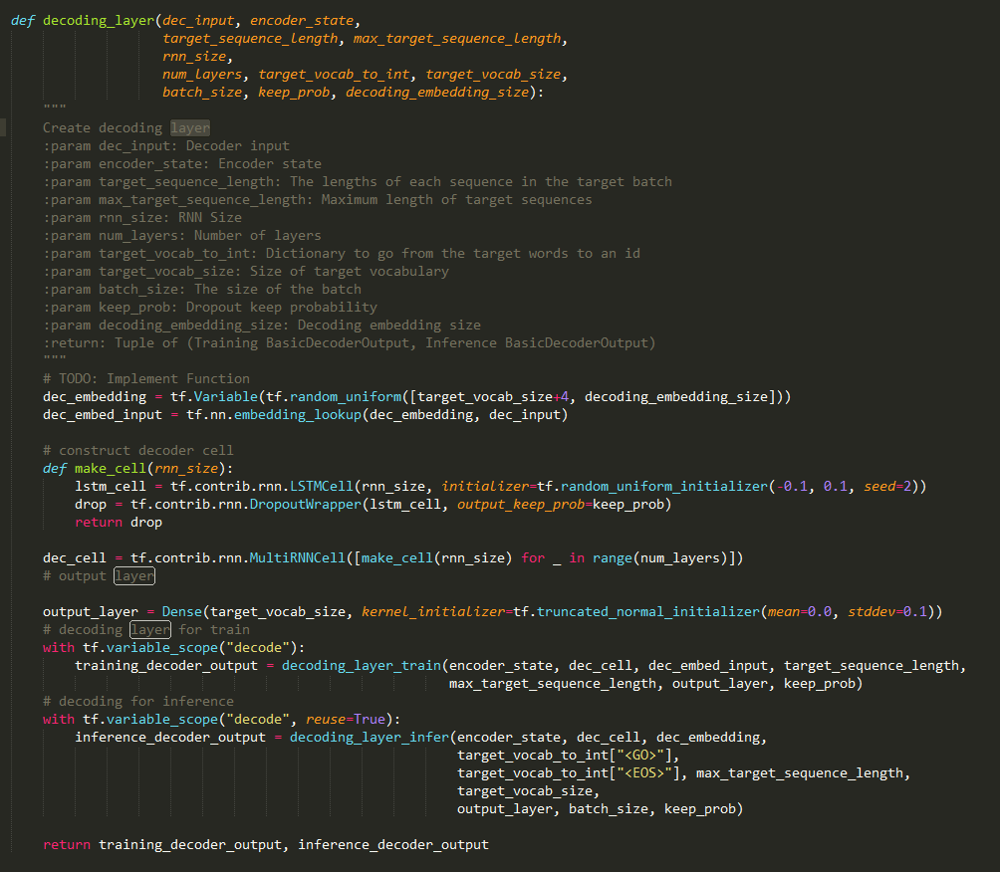 def decoding_layer(dec_input, encoder_state,
                   target_sequence_length, max_target_sequence_length,
                   rnn_size,
                   num_layers, target_vocab_to_int, target_vocab_size,
                   batch_size, keep_prob, decoding_embedding_size):
    """
    Create decoding layer
    :param dec_input: Decoder input
    :param encoder_state: Encoder state
    :param target_sequence_length: The lengths of each sequence in the target batch
    :param max_target_sequence_length: Maximum length of target sequences
    :param rnn_size: RNN Size
    :param num_layers: Number of layers
    :param target_vocab_to_int: Dictionary to go from the target words to an id
    :param target_vocab_size: Size of target vocabulary
    :param batch_size: The size of the batch
    :param keep_prob: Dropout keep probability
    :param decoding_embedding_size: Decoding embedding size
    :return: Tuple of (Training BasicDecoderOutput, Inference BasicDecoderOutput)
    """
    # TODO: Implement Function
    dec_embedding = tf.Variable(tf.random_uniform([target_vocab_size+4, decoding_embedding_size]))
    dec_embed_input = tf.nn.embedding_lookup(dec_embedding, dec_input)

    # construct decoder cell
    def make_cell(rnn_size):
        lstm_cell = tf.contrib.rnn.LSTMCell(rnn_size, initializer=tf.random_uniform_initializer(-0.1, 0.1, seed=2))
        drop = tf.contrib.rnn.DropoutWrapper(lstm_cell, output_keep_prob=keep_prob)
        return drop

    dec_cell = tf.contrib.rnn.MultiRNNCell([make_cell(rnn_size) for _ in range(num_layers)])
    # output layer

    output_layer = Dense(target_vocab_size, kernel_initializer=tf.truncated_normal_initializer(mean=0.0, stddev=0.1))
    # decoding layer for train
    with tf.variable_scope("decode"):
        training_decoder_output = decoding_layer_train(encoder_state, dec_cell, dec_embed_input, target_sequence_length,
                                                       max_target_sequence_length, output_layer, keep_prob)
    # decoding for inference
    with tf.variable_scope("decode", reuse=True):
        inference_decoder_output = decoding_layer_infer(encoder_state, dec_cell, dec_embedding,
                                                        target_vocab_to_int["<GO>"],
                                                        target_vocab_to_int["<EOS>"], max_target_sequence_length,
                                                        target_vocab_size,
                                                        output_layer, batch_size, keep_prob)

    return training_decoder_output, inference_decoder_output